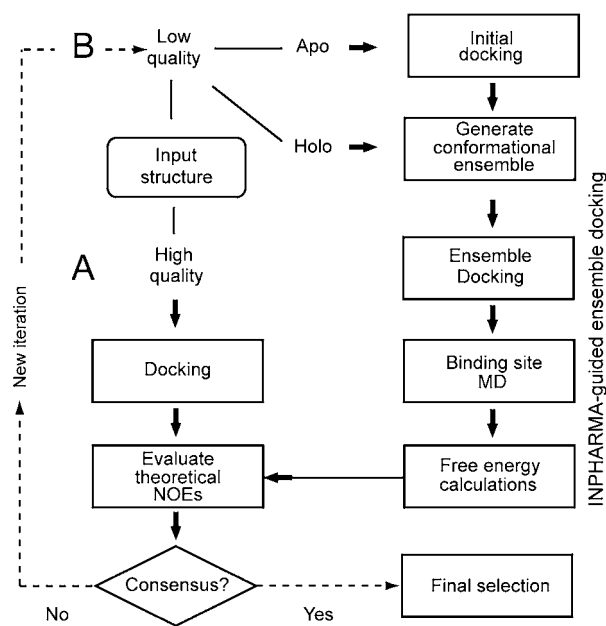 B
Low
quality
Apo
Initial
docking
Holo
Generate
conformational
ensemble
Input
structure
A
High
quality
Ensemble
Docking
Docking
Binding site
MD
Evaluate
theoretical
NOEs
Free energy
calculations
Consensus?
Final selection
No
Yes
New iteration
INPHARMA-guided ensemble docking